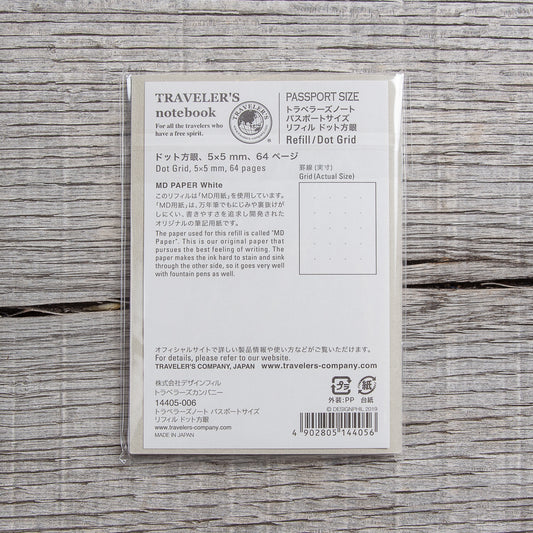 TRAVELER'S
notebook
For all the travelers who
have a free spirit.
TRAVELER'S
PASSPORT SIZE
トラベラーズノート
パスポートサイズ
リフィル ドット方眼
Refill/Dot Grid
ドット方眼、5×5 mm、64 ページ
Dot Grid, 5×5 mm, 64 pages
MD PAPER White
このリフィルは「MD用紙」を使用しています。
「MD用紙」は、万年筆でもにじみや裏抜けが
しにくい、書きやすさを追求し開発された
オリジナルの筆記用紙です。
The paper used for this refill is called "MD
Paper". This is our original paper that
pursues the best feeling of writing. The
paper makes the ink hard to stain and sink
through the other side, so it goes very well
with fountain pens as well.
罫線 (実寸)
Grid (Actual Size)
オフィシャルサイトで詳しい製品情報や使い方などがご覧いただけます。
For details, please refer to our website.
TRAVELER'S COMPANY, JAPAN www.travelers-company.com
株式会社デザインフィル
トラベラーズカンパニー
14405-006
トラベラーズノート パスポートサイズ
リフィル ドット方眼
www.travelers-company.com
MADE IN JAPAN
プラ
紙
外装:PP
台紙
© DESIGNPHIL 2019
4 902805 144056